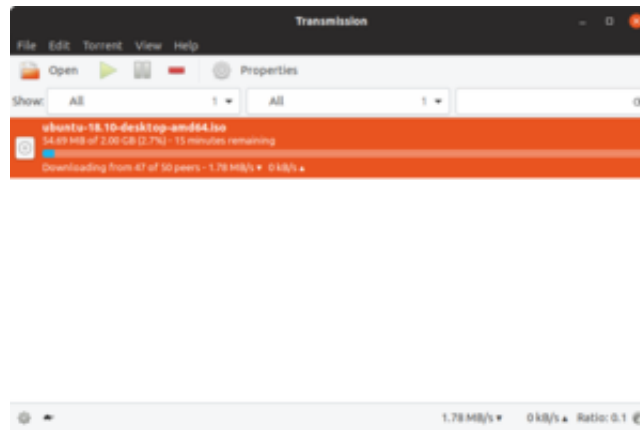 Transmission
File Edit Torrent View Help
Open Properties
Show: All 1 All 1
ubuntu-18.10-desktop-amd64.iso
54.69 MB of 2.00 GB (2.7%) - 15 minutes remaining
Downloading from 47 of 50 peers - 1.78 MB/s ▼ 0 kB/s ▲
1.78 MB/s ▼ 0 kB/s ▲ Ratio: 0.1